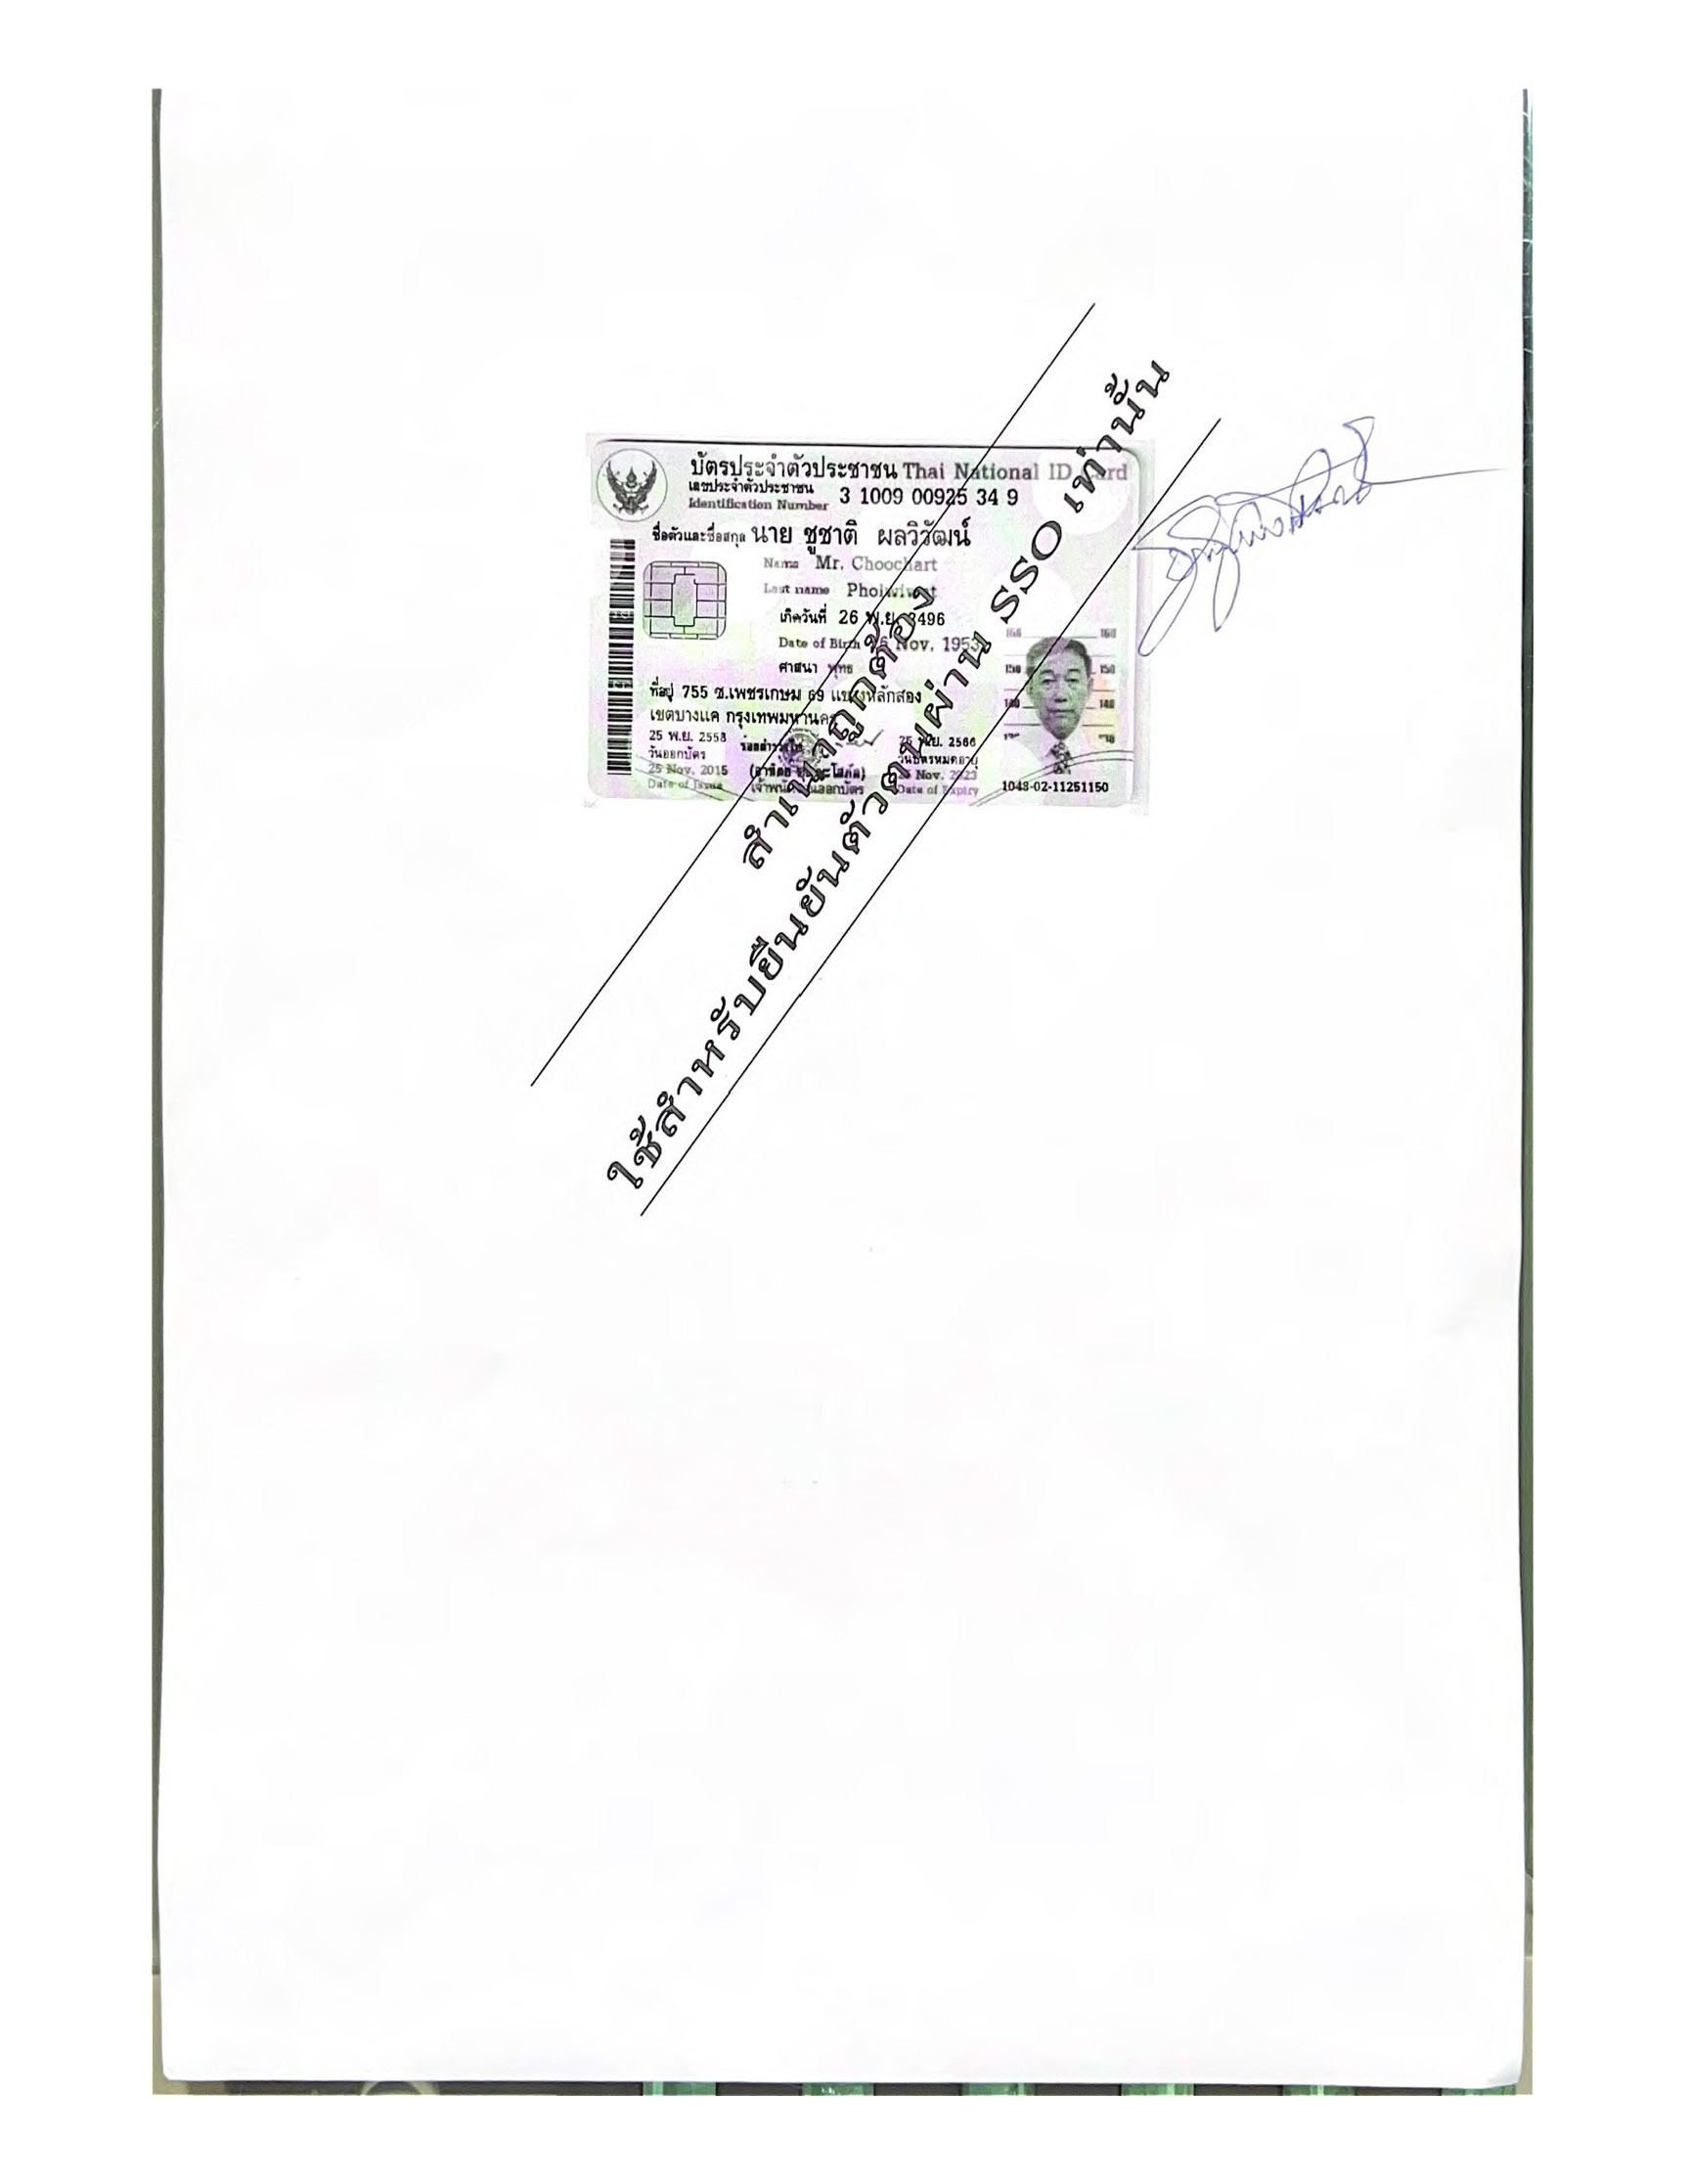 บัตรประจำตัวประชาชน Thai National ID Card
เลขประจำตัวประชาชน
Identification Number 3 1009 00925 34 9
ชื่อตัวและชื่อสกุล นาย ชูชาติ ผลวิวัฒน์
Name Mr. Choochart
Last name Pholwiwat
เกิดวันที่ 26 พ.ย. 2496
Date of Birth 26 Nov. 1953
ศาสนา พุทธ
ที่อยู่ 755 ซ.เพชรเกษม 69 แขวงหลักสอง
เขตบางแค กรุงเทพมหานคร
25 พ.ย. 2558
วันออกบัตร
25 Nov. 2015
Date of Issue
เจ้าพนักงานออกบัตร
25 พ.ย. 2566
วันบัตรหมดอายุ
25 Nov. 2023
Date of Expiry
160 160
150 150
140 140
1048-02-11251150
สำเนาถูกต้อง
ใช้สำหรับยืนยันตัวตนผ่าน SSO เท่านั้น